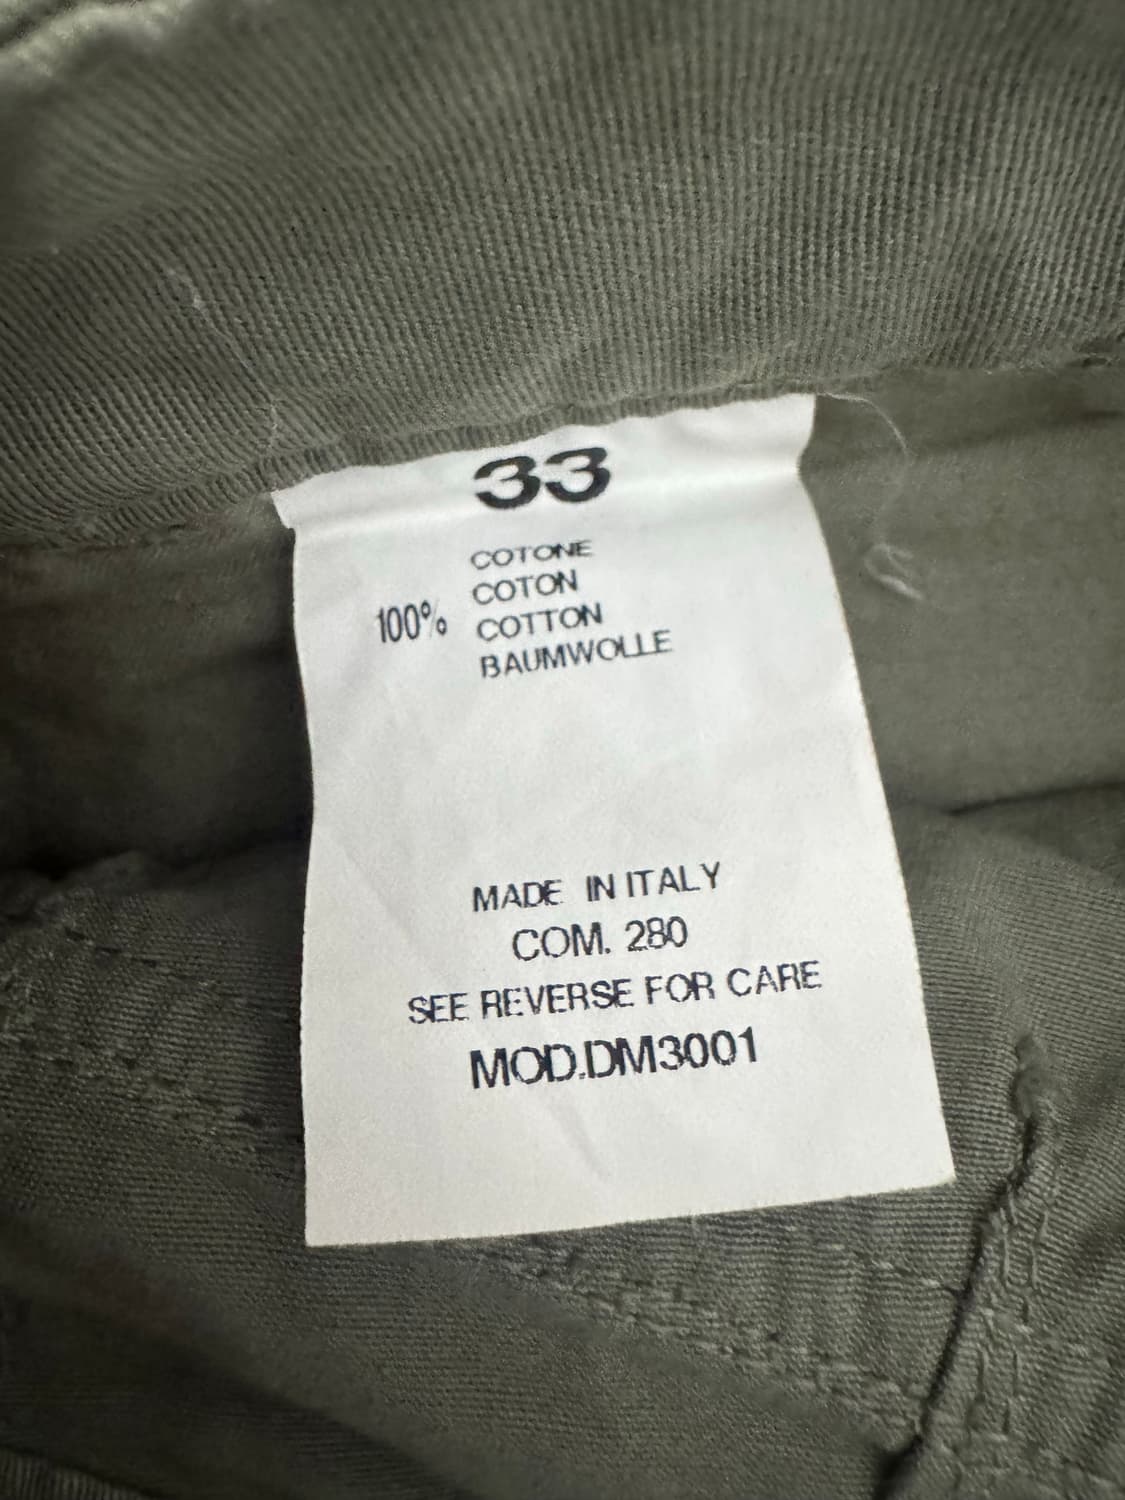 33
COTONE
COTON
100% COTTON
BAUMWOLLE
MADE IN ITALY
COM. 280
SEE REVERSE FOR CARE
MOD.DM3001